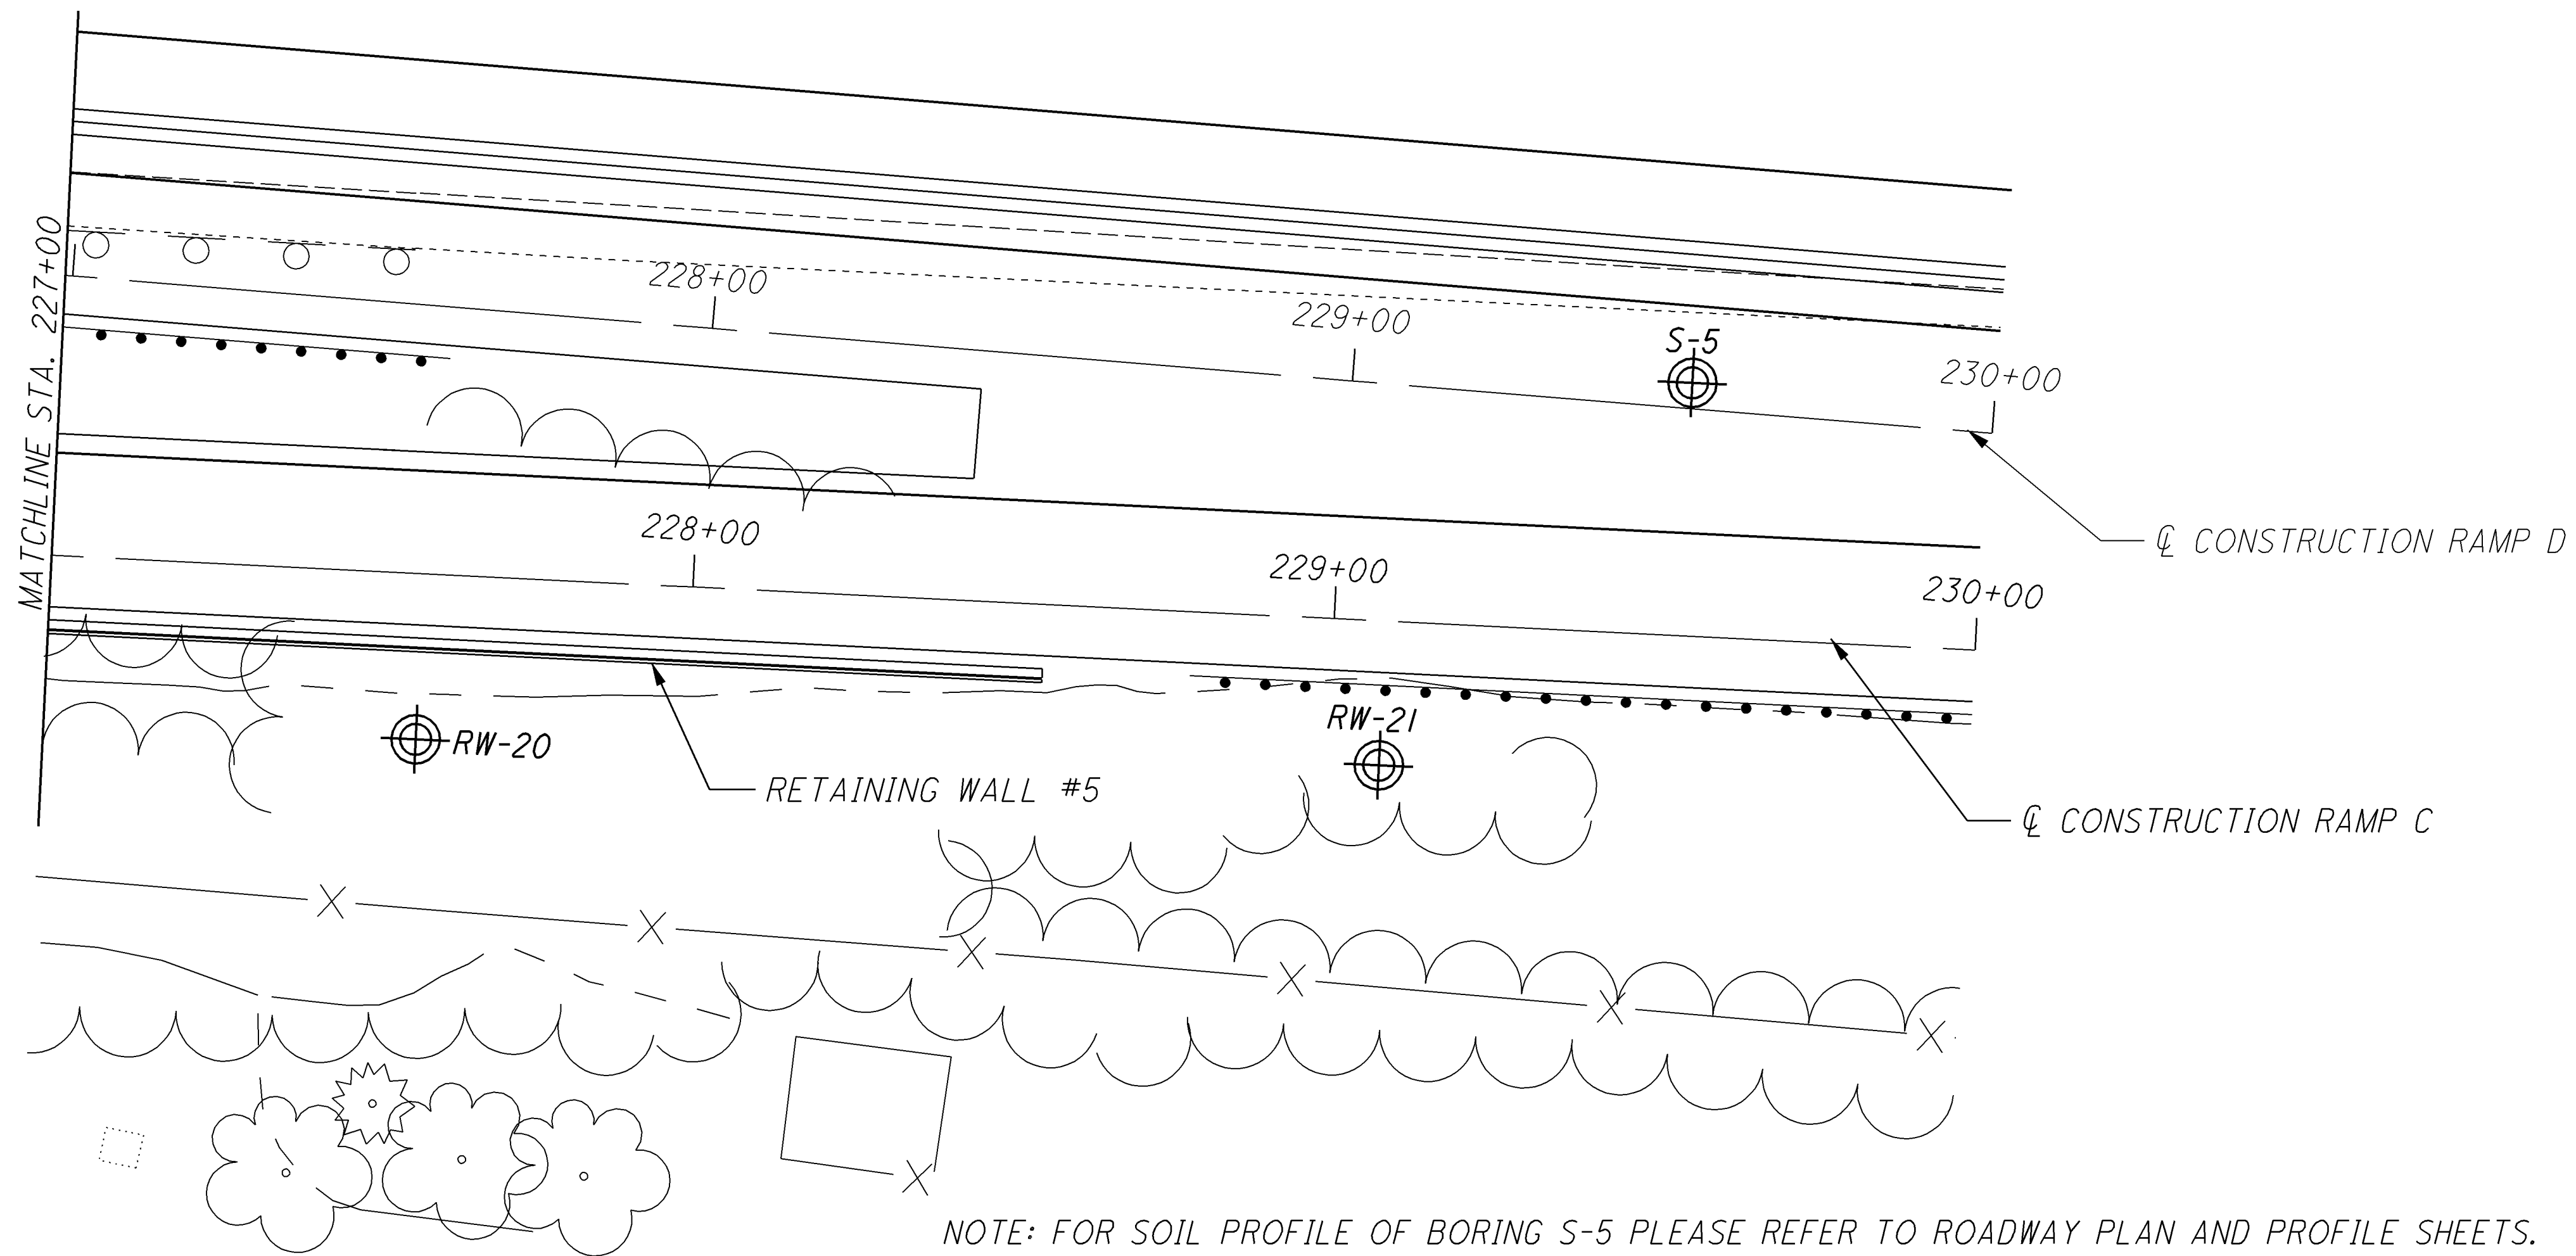 MATCHLINE STA. 227+00
228+00
229+00
S-5
230+00
℄ CONSTRUCTION RAMP D
228+00
229+00
230+00
RW-20
RW-21
RETAINING WALL #5
℄ CONSTRUCTION RAMP C
NOTE: FOR SOIL PROFILE OF BORING S-5 PLEASE REFER TO ROADWAY PLAN AND PROFILE SHEETS.